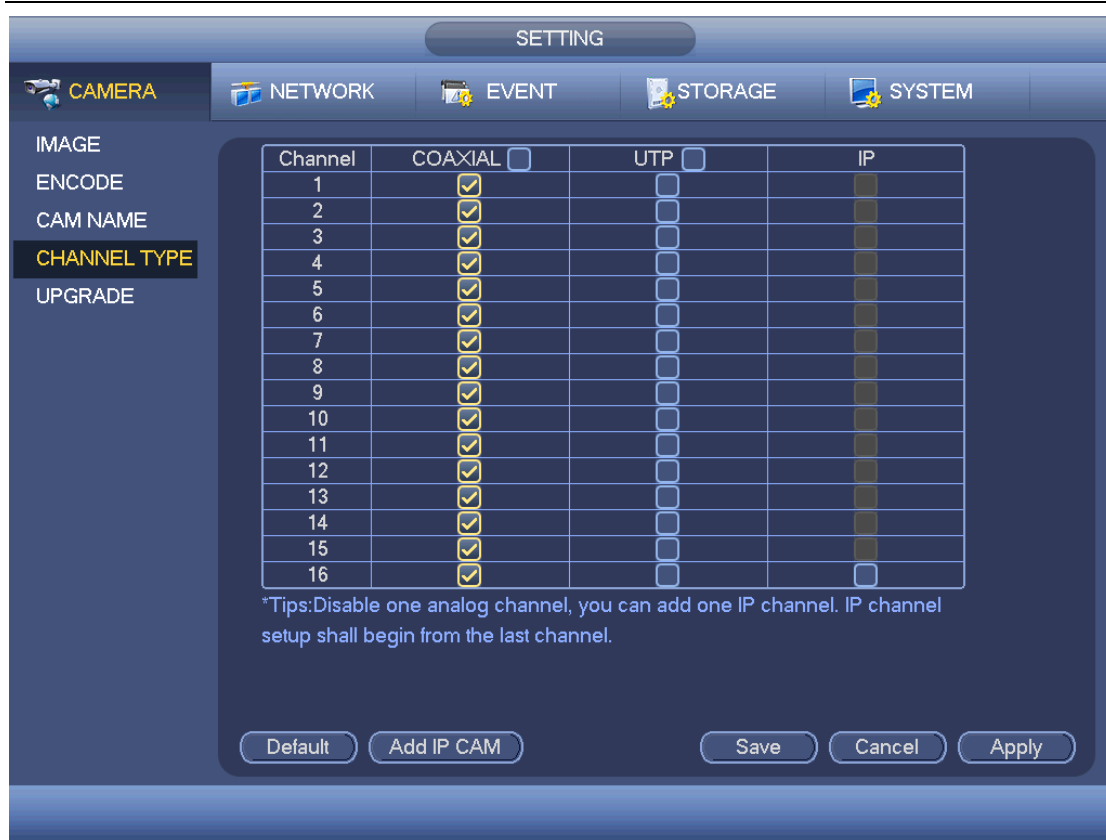 SETTING
CAMERA NETWORK EVENT STORAGE SYSTEM
IMAGE
ENCODE
CAM NAME
CHANNEL TYPE
UPGRADE
Channel COAXIAL UTP IP
1
2
3
4
5
6
7
8
9
10
11
12
13
14
15
16
*Tips:Disable one analog channel, you can add one IP channel. IP channel
setup shall begin from the last channel.
Default Add IP CAM Save Cancel Apply